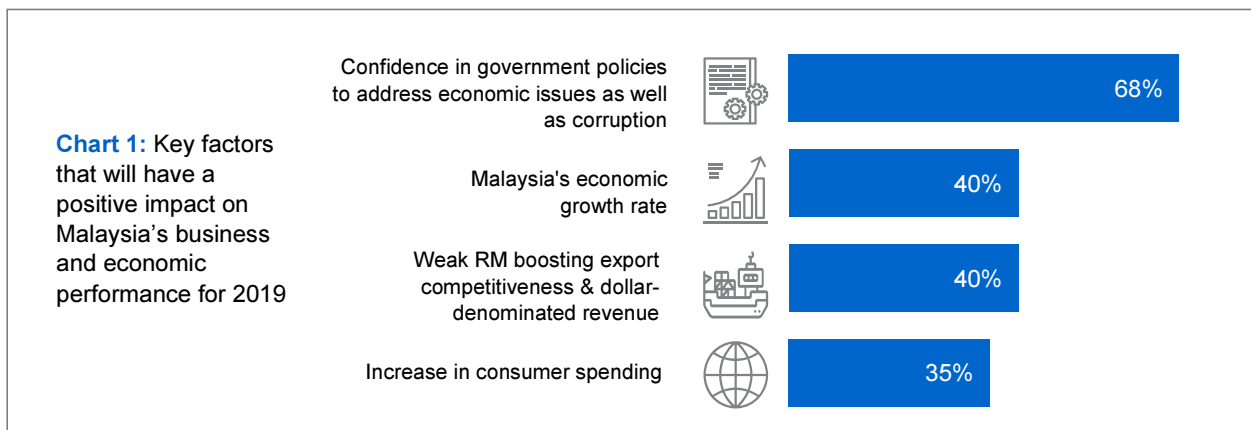 Chart 1: Key factors
that will have a
positive impact on
Malaysia’s business
and economic
performance for 2019
Confidence in government policies
to address economic issues as well
as corruption
68%
Malaysia's economic
growth rate
40%
Weak RM boosting export
competitiveness & dollar-
denominated revenue
40%
Increase in consumer spending
35%